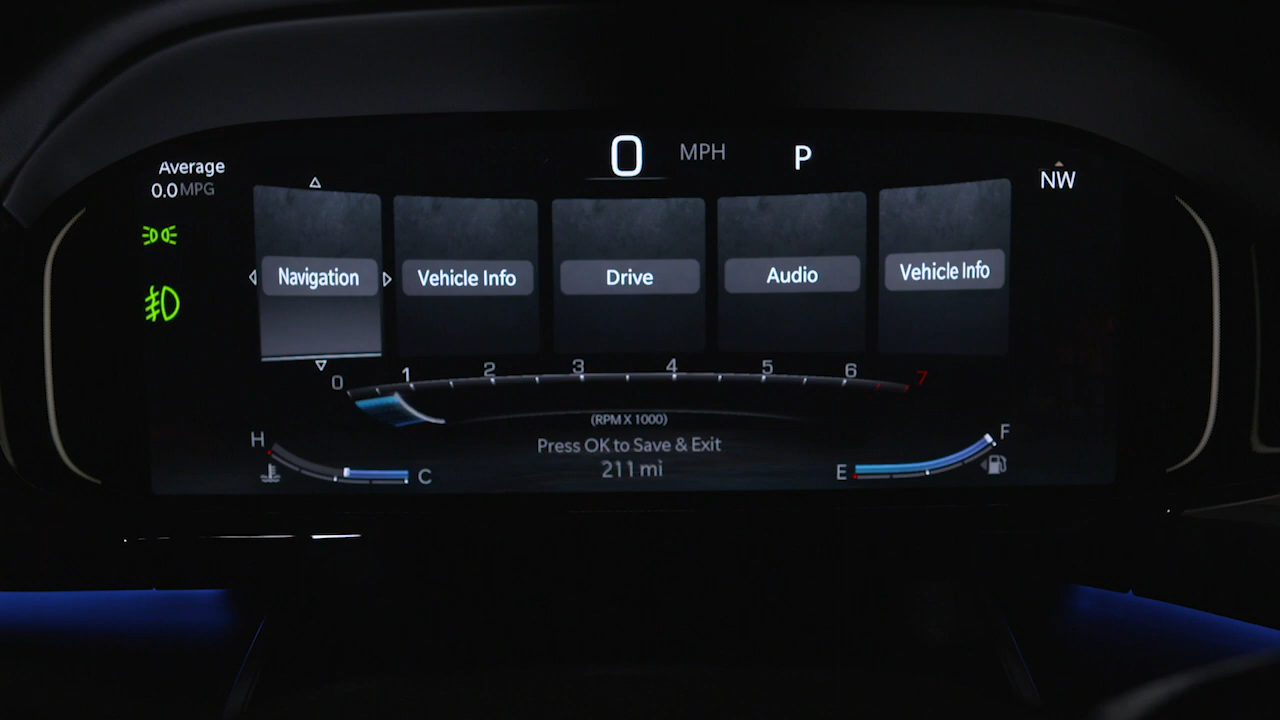 0 MPH P
Average
0.0 MPG
NW
Navigation
Vehicle Info
Drive
Audio
Vehicle Info
0 1 2 3 4 5 6 7
(RPM X 1000)
Press OK to Save & Exit
211 mi
H
C
E
F